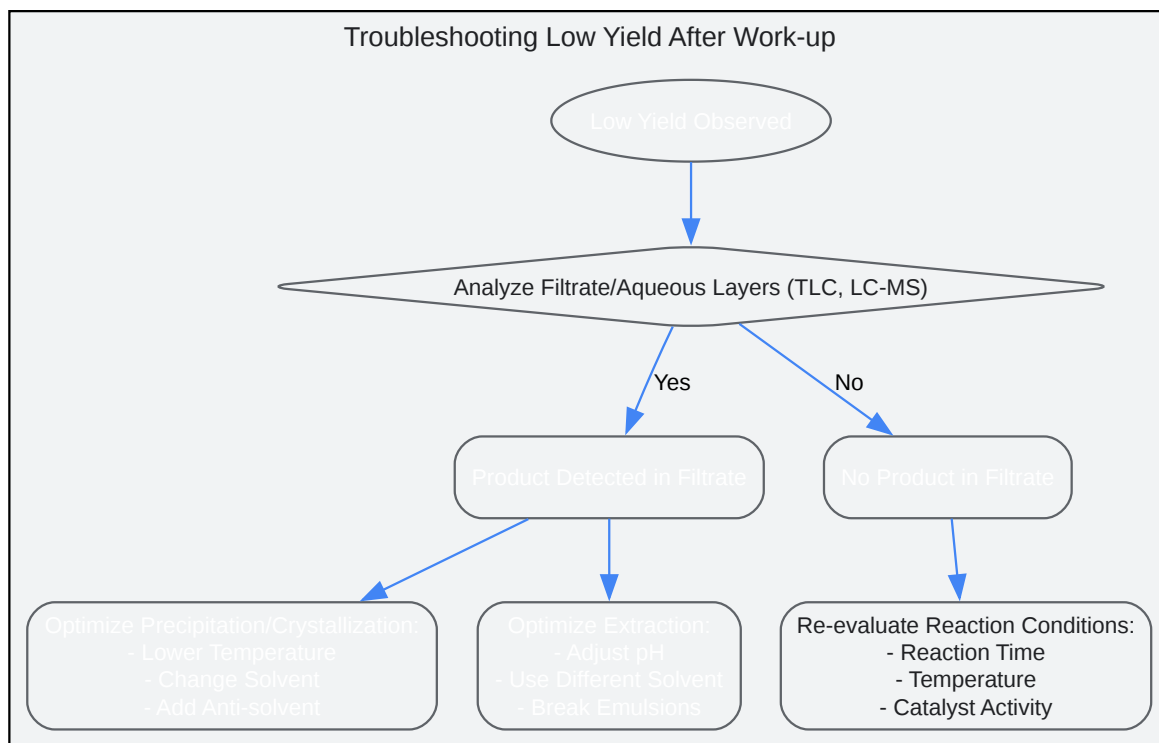 Troubleshooting Low Yield After Work-up
Low Yield Observed
Analyze Filtrate/Aqueous Layers (TLC, LC-MS)
Yes
No
Product Detected in Filtrate
No Product in Filtrate
Optimize Precipitation/Crystallization:
- Lower Temperature
- Change Solvent
- Add Anti-solvent
Optimize Extraction:
- Adjust pH
- Use Different Solvent
- Break Emulsions
Re-evaluate Reaction Conditions:
- Reaction Time
- Temperature
- Catalyst Activity